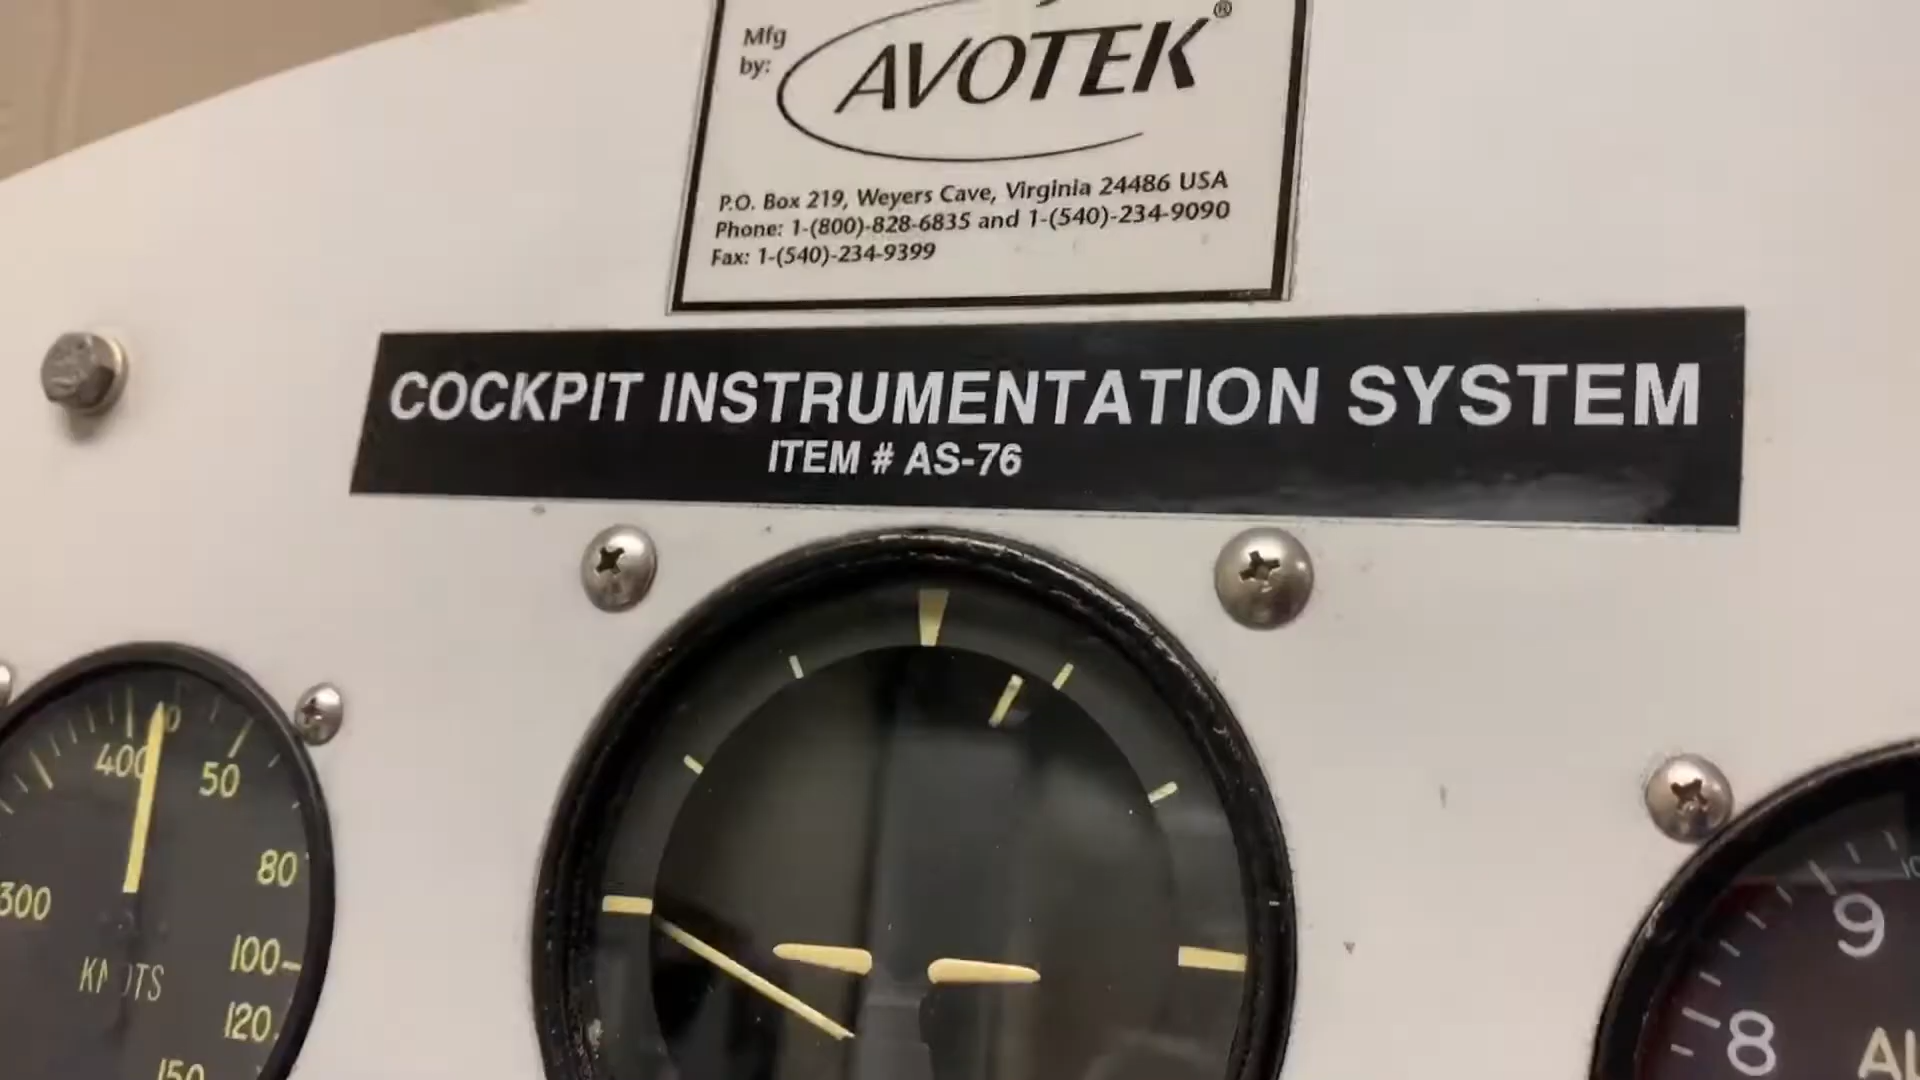 Mfg
by:
AVOTEK®
P.O. Box 219, Weyers Cave, Virginia 24486 USA
Phone: 1-(800)-828-6835 and 1-(540)-234-9090
Fax: 1-(540)-234-9399
COCKPIT INSTRUMENTATION SYSTEM
ITEM # AS-76
400
50
80
300
100
KNOTS
120
150
9
8